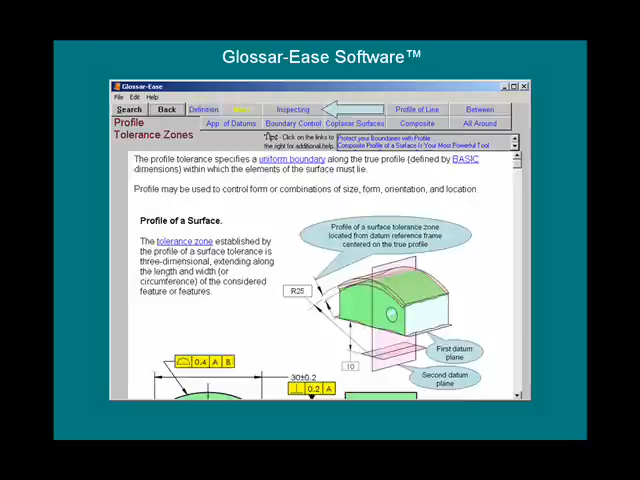 Glossar-Ease Software™
Glossar-Ease
File Edit Help
Search Back Definition Inspecting Profile of Line Between
Profile App. of Datums Boundary Control Coplanar Surfaces Composite All Around
Tolerance Zones
Tips - Click on the links to the right for additional help.
Protect your Boundaries with Profile
Composite Profile of a Surface Is Your Most Powerful Tool
The profile tolerance specifies a uniform boundary along the true profile (defined by BASIC
dimensions) within which the elements of the surface must lie.
Profile may be used to control form or combinations of size, form, orientation, and location
Profile of a Surface.
The tolerance zone established
by the profile of a surface tolerance is
three-dimensional, extending along
the length and width (or
circumference) of the considered
feature or features.
Profile of a surface tolerance zone
located from datum reference frame
centered on the true profile
R25
10
First datum
plane
Second datum
plane
0.4 A B
30±0.2
0.2 A